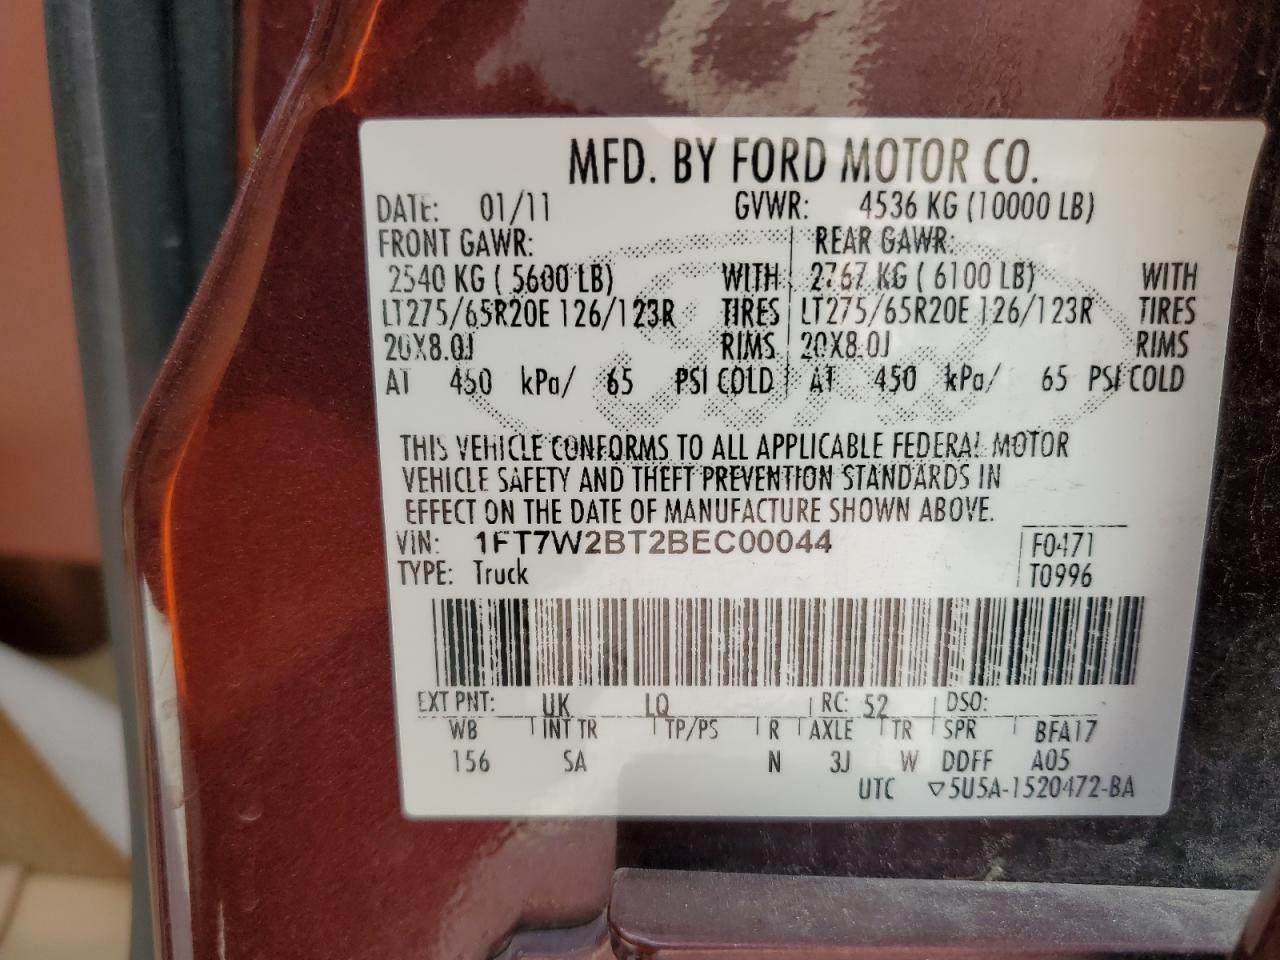 MFD. BY FORD MOTOR CO.
DATE: 01/11 GVWR: 4536 KG (10000 LB)
FRONT GAWR: REAR GAWR:
2540 KG ( 5600 LB) WITH 2767 KG ( 6100 LB) WITH
LT275/65R20E 126/123R TIRES LT275/65R20E 126/123R TIRES
20X8.0J RIMS 20X8.0J RIMS
AT 450 kPa/ 65 PSI COLD AT 450 kPa/ 65 PSI COLD
THIS VEHICLE CONFORMS TO ALL APPLICABLE FEDERAL MOTOR
VEHICLE SAFETY AND THEFT PREVENTION STANDARDS IN
EFFECT ON THE DATE OF MANUFACTURE SHOWN ABOVE.
VIN: 1FT7W2BT2BEC00044 F0471
TYPE: Truck T0996
EXT PNT: UK LQ RC: 52 DSO:
WB INT TR TP/PS R AXLE TR SPR BFA17
156 SA N 3J W DDFF A05
UTC ▽5U5A-1520472-BA